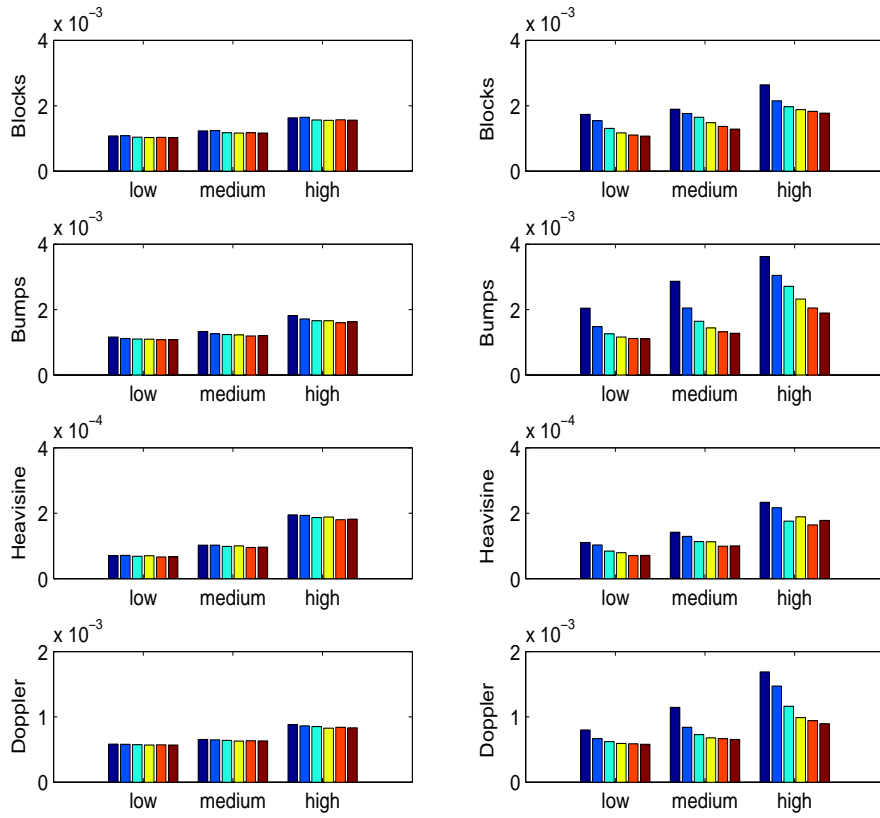 x 10⁻³
4
2
0
Blocks
low medium high
x 10⁻³
4
2
0
Blocks
low medium high
x 10⁻³
4
2
0
Bumps
low medium high
x 10⁻³
4
2
0
Bumps
low medium high
x 10⁻⁴
4
2
0
Heavisine
low medium high
x 10⁻⁴
4
2
0
Heavisine
low medium high
x 10⁻³
2
1
0
Doppler
low medium high
x 10⁻³
2
1
0
Doppler
low medium high